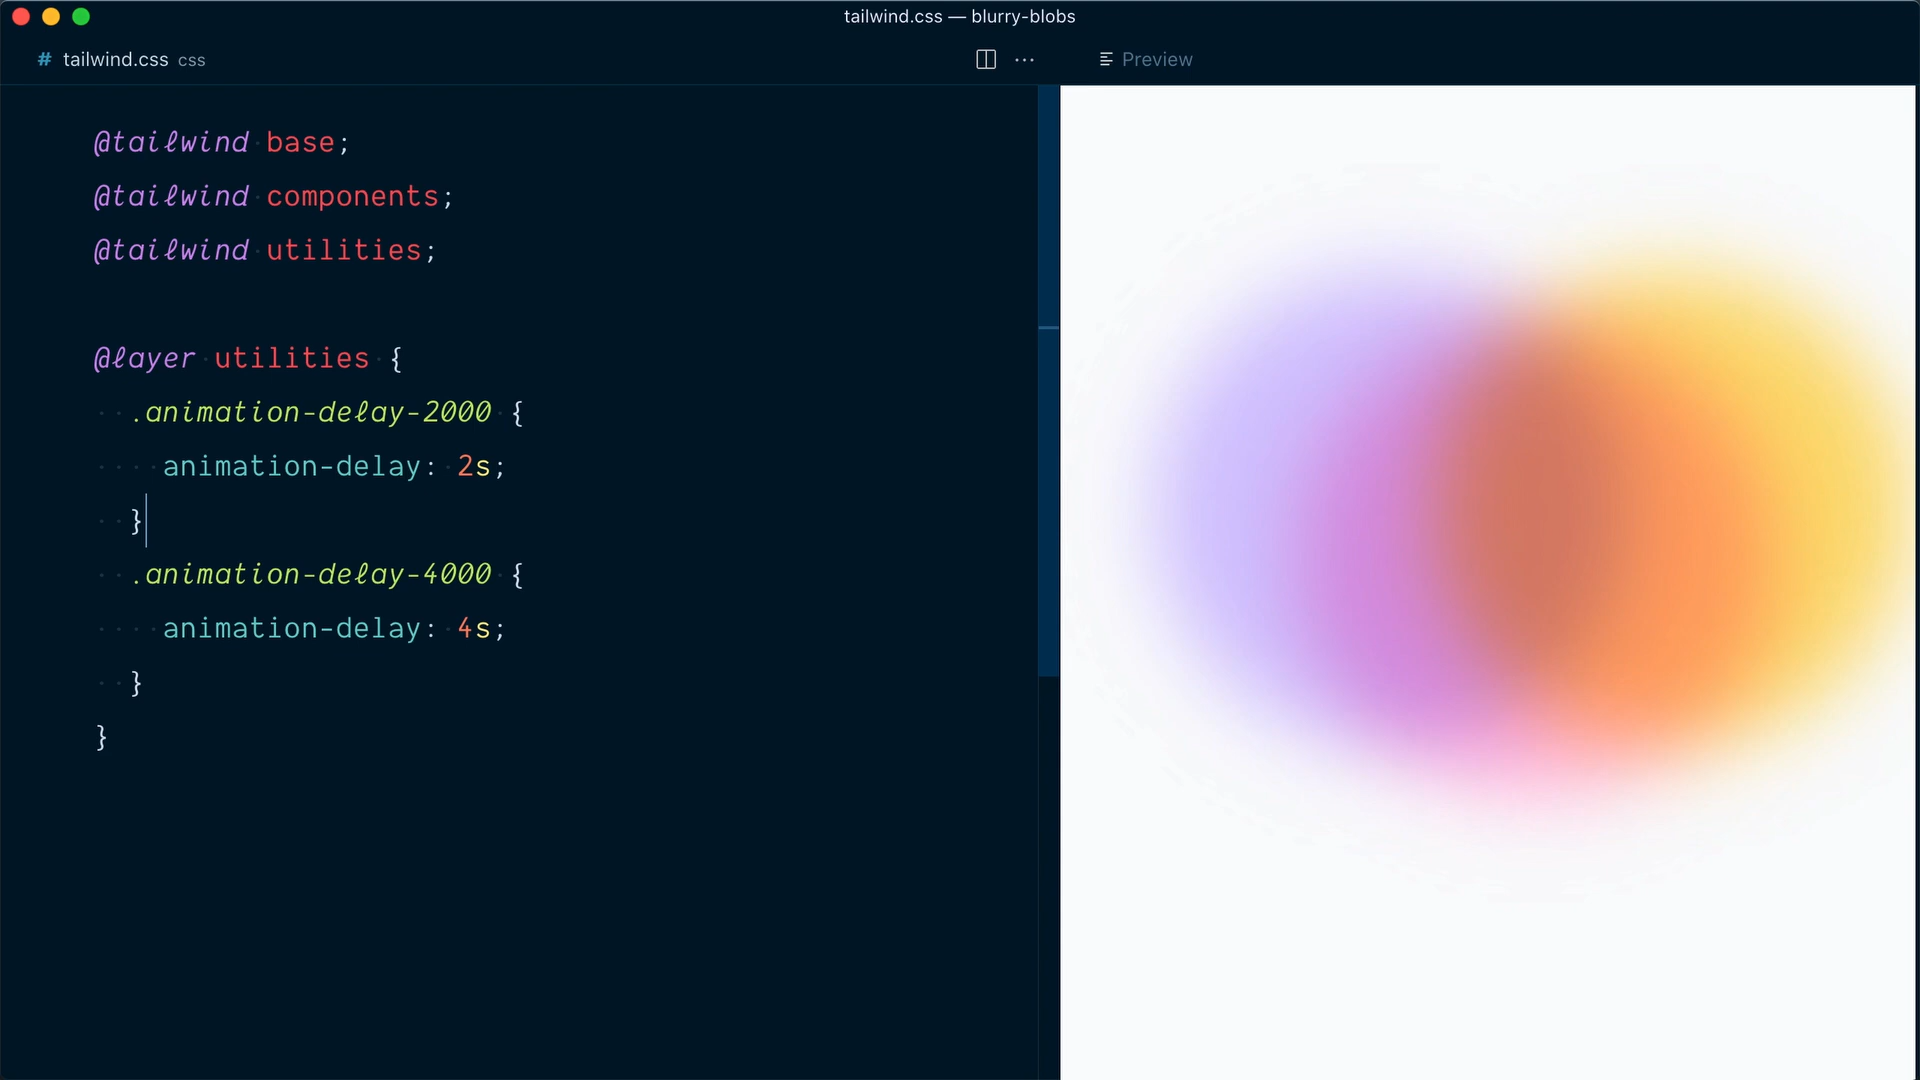 tailwind.css — blurry-blobs
# tailwind.css css
Preview
@tailwind base;
@tailwind components;
@tailwind utilities;
@layer utilities {
.animation-delay-2000 {
animation-delay: 2s;
}
.animation-delay-4000 {
animation-delay: 4s;
}
}